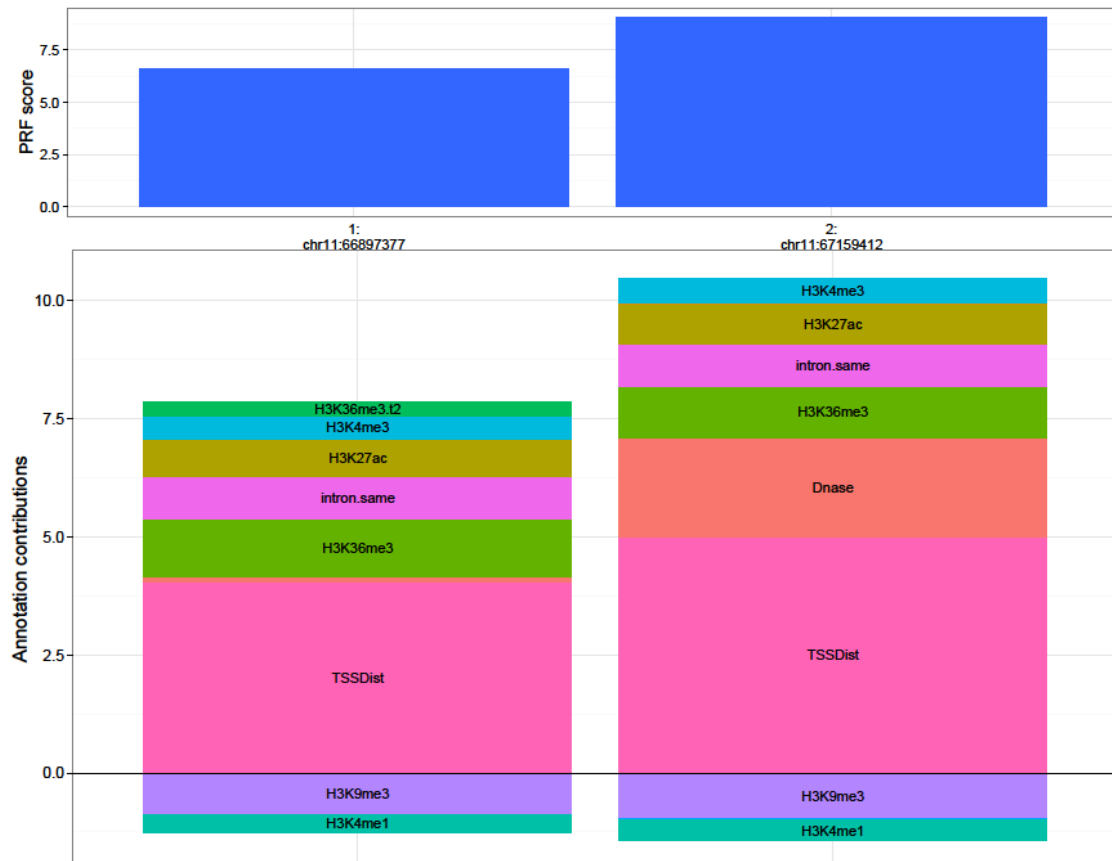 PRF score
7.5
5.0
2.5
0.0
1:
chr11:66897377
2:
chr11:67159412
Annotation contributions
10.0
7.5
5.0
2.5
0.0
H3K36me3.t2
H3K4me3
H3K27ac
intron.same
H3K36me3
TSSDist
H3K9me3
H3K4me1
H3K4me3
H3K27ac
intron.same
H3K36me3
Dnase
TSSDist
H3K9me3
H3K4me1